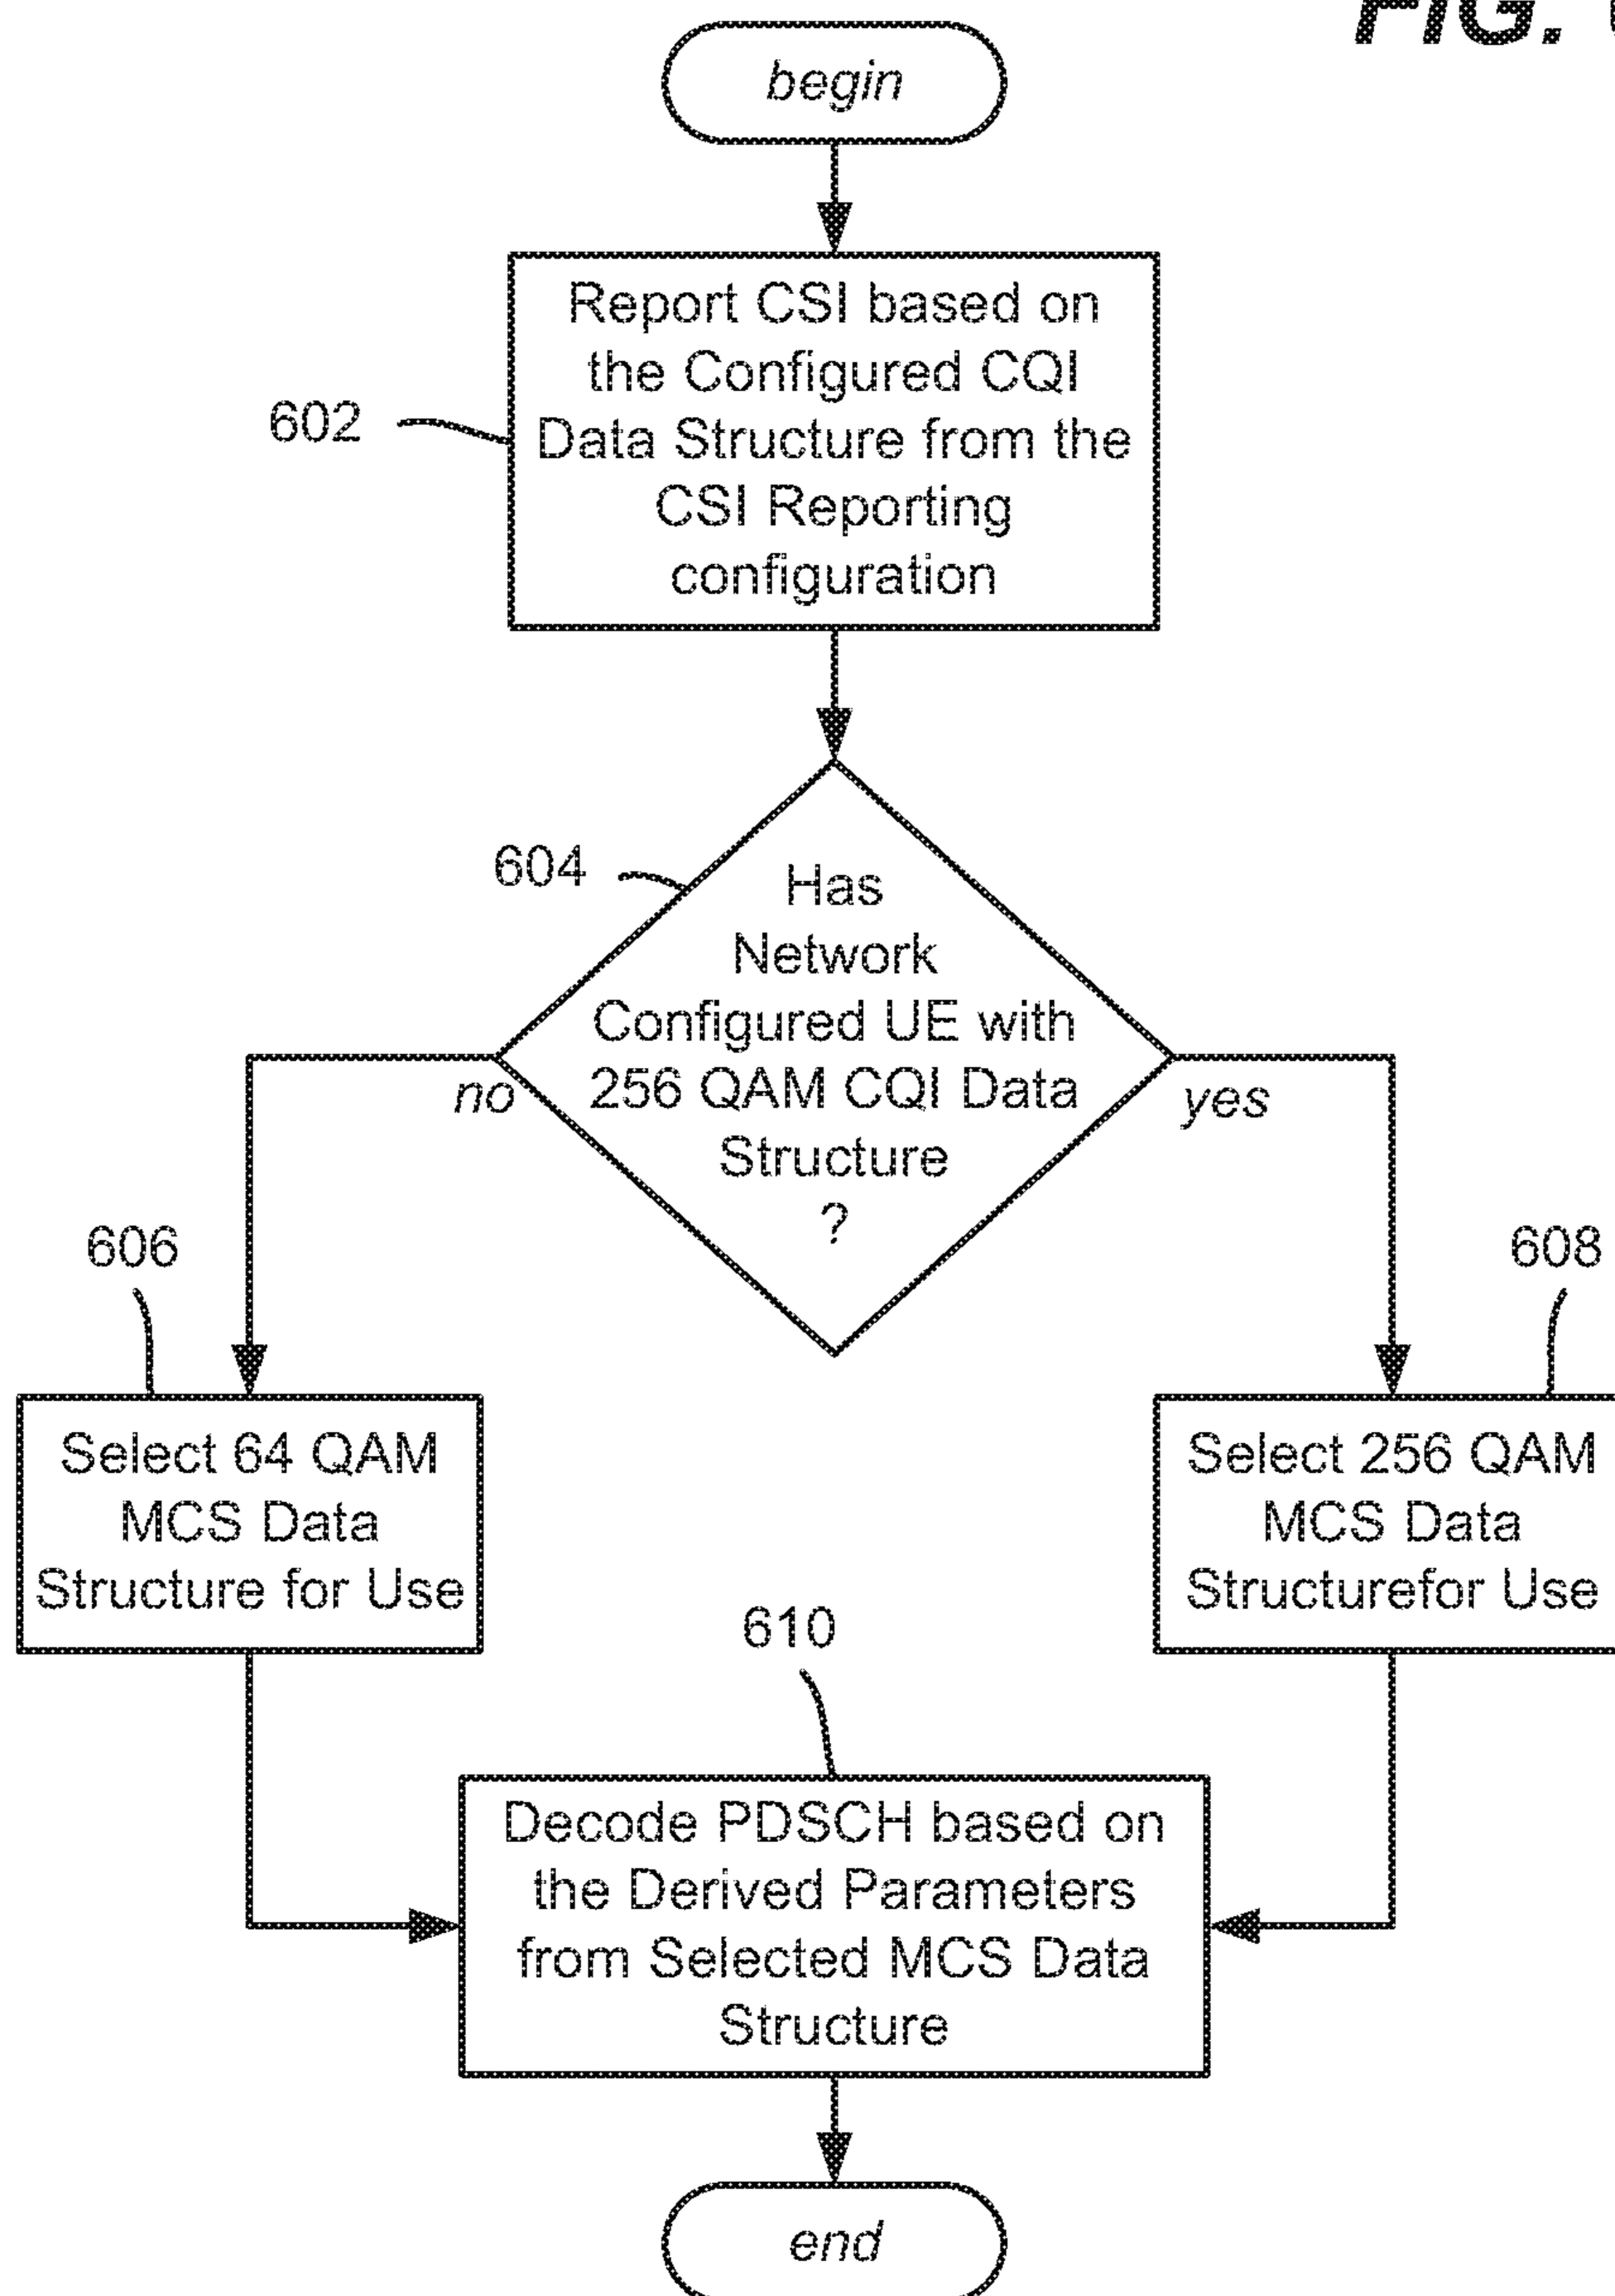 FIG.
begin
Report CSI based on
the Configured CQI
Data Structure from the
CSI Reporting
configuration
602
604
Has
Network
Configured UE with
256 QAM CQI Data
Structure
?
no
yes
606
608
Select 64 QAM
MCS Data
Structure for Use
Select 256 QAM
MCS Data
Structurefor Use
610
Decode PDSCH based on
the Derived Parameters
from Selected MCS Data
Structure
end